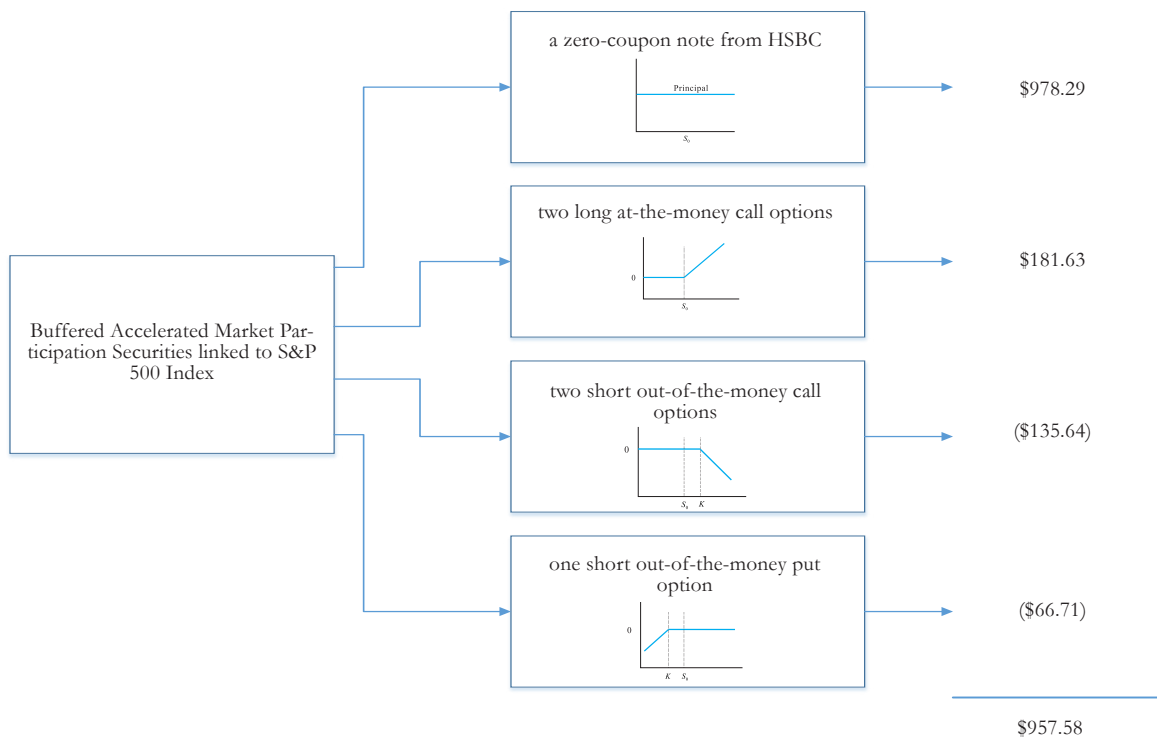 a zero-coupon note from HSBC
Principal
S₀
$978.29
two long at-the-money call options
0
S₀
$181.63
Buffered Accelerated Market Par-
ticipation Securities linked to S&P
500 Index
two short out-of-the-money call
options
0
S₀ K
($135.64)
one short out-of-the-money put
option
0
K S₀
($66.71)
$957.58